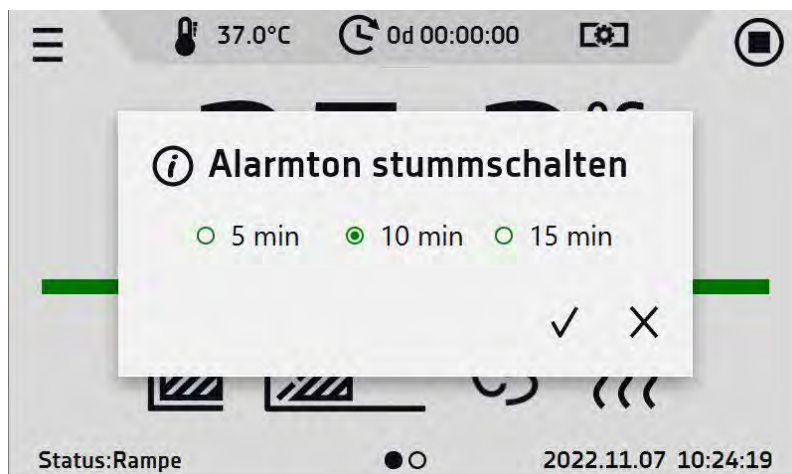 37.0°C 0d 00:00:00
Alarmton stummschalten
5 min 10 min 15 min
Status:Rampe 2022.11.07 10:24:19